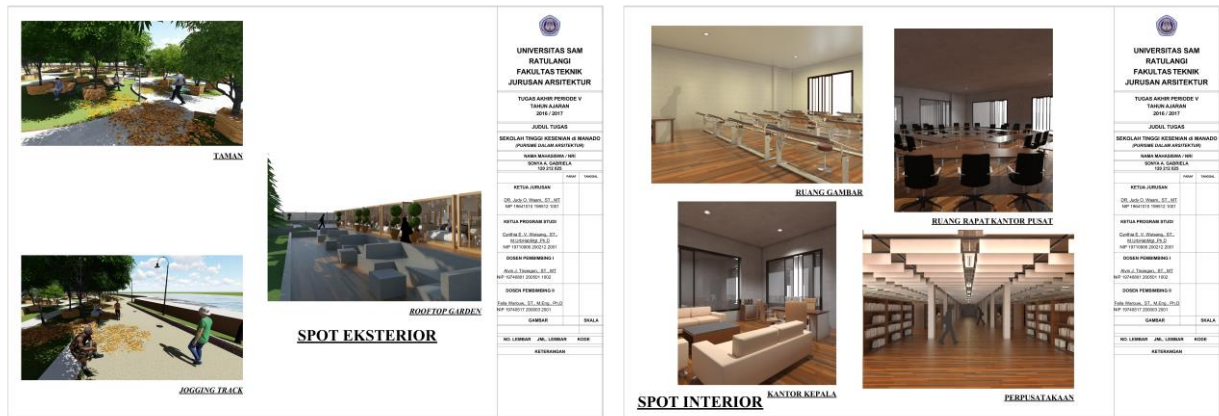 TAMAN
ROOFTOP GARDEN
SPOT EKSTERIOR
JOGGING TRACK
UNIVERSITAS SAM
RATULANGI
FAKULTAS TEKNIK
JURUSAN ARSITEKTUR
TUGAS AKHIR PERIODE V
TAHUN AJARAN
2016 / 2017
JUDUL TUGAS
SEKOLAH TINGGI KESENIAN di MANADO
(PURISME DALAM ARSITEKTUR)
NAMA MAHASISWA / NRI
SONYA A. GABRIELA
PARAF TANGGAL
KETUA JURUSAN
KETUA PROGRAM STUDI
DOSEN PEMBIMBING I
DOSEN PEMBIMBING II
GAMBAR SKALA
NO. LEMBAR JML. LEMBAR KODE
KETERANGAN
RUANG GAMBAR
RUANG RAPAT KANTOR PUSAT
KANTOR KEPALA
PERPUSATAKAAN
SPOT INTERIOR
UNIVERSITAS SAM
RATULANGI
FAKULTAS TEKNIK
JURUSAN ARSITEKTUR
TUGAS AKHIR PERIODE V
TAHUN AJARAN
2016 / 2017
JUDUL TUGAS
SEKOLAH TINGGI KESENIAN di MANADO
(PURISME DALAM ARSITEKTUR)
NAMA MAHASISWA / NRI
SONYA A. GABRIELA
PARAF TANGGAL
KETUA JURUSAN
KETUA PROGRAM STUDI
DOSEN PEMBIMBING I
DOSEN PEMBIMBING II
GAMBAR SKALA
NO. LEMBAR JML. LEMBAR KODE
KETERANGAN